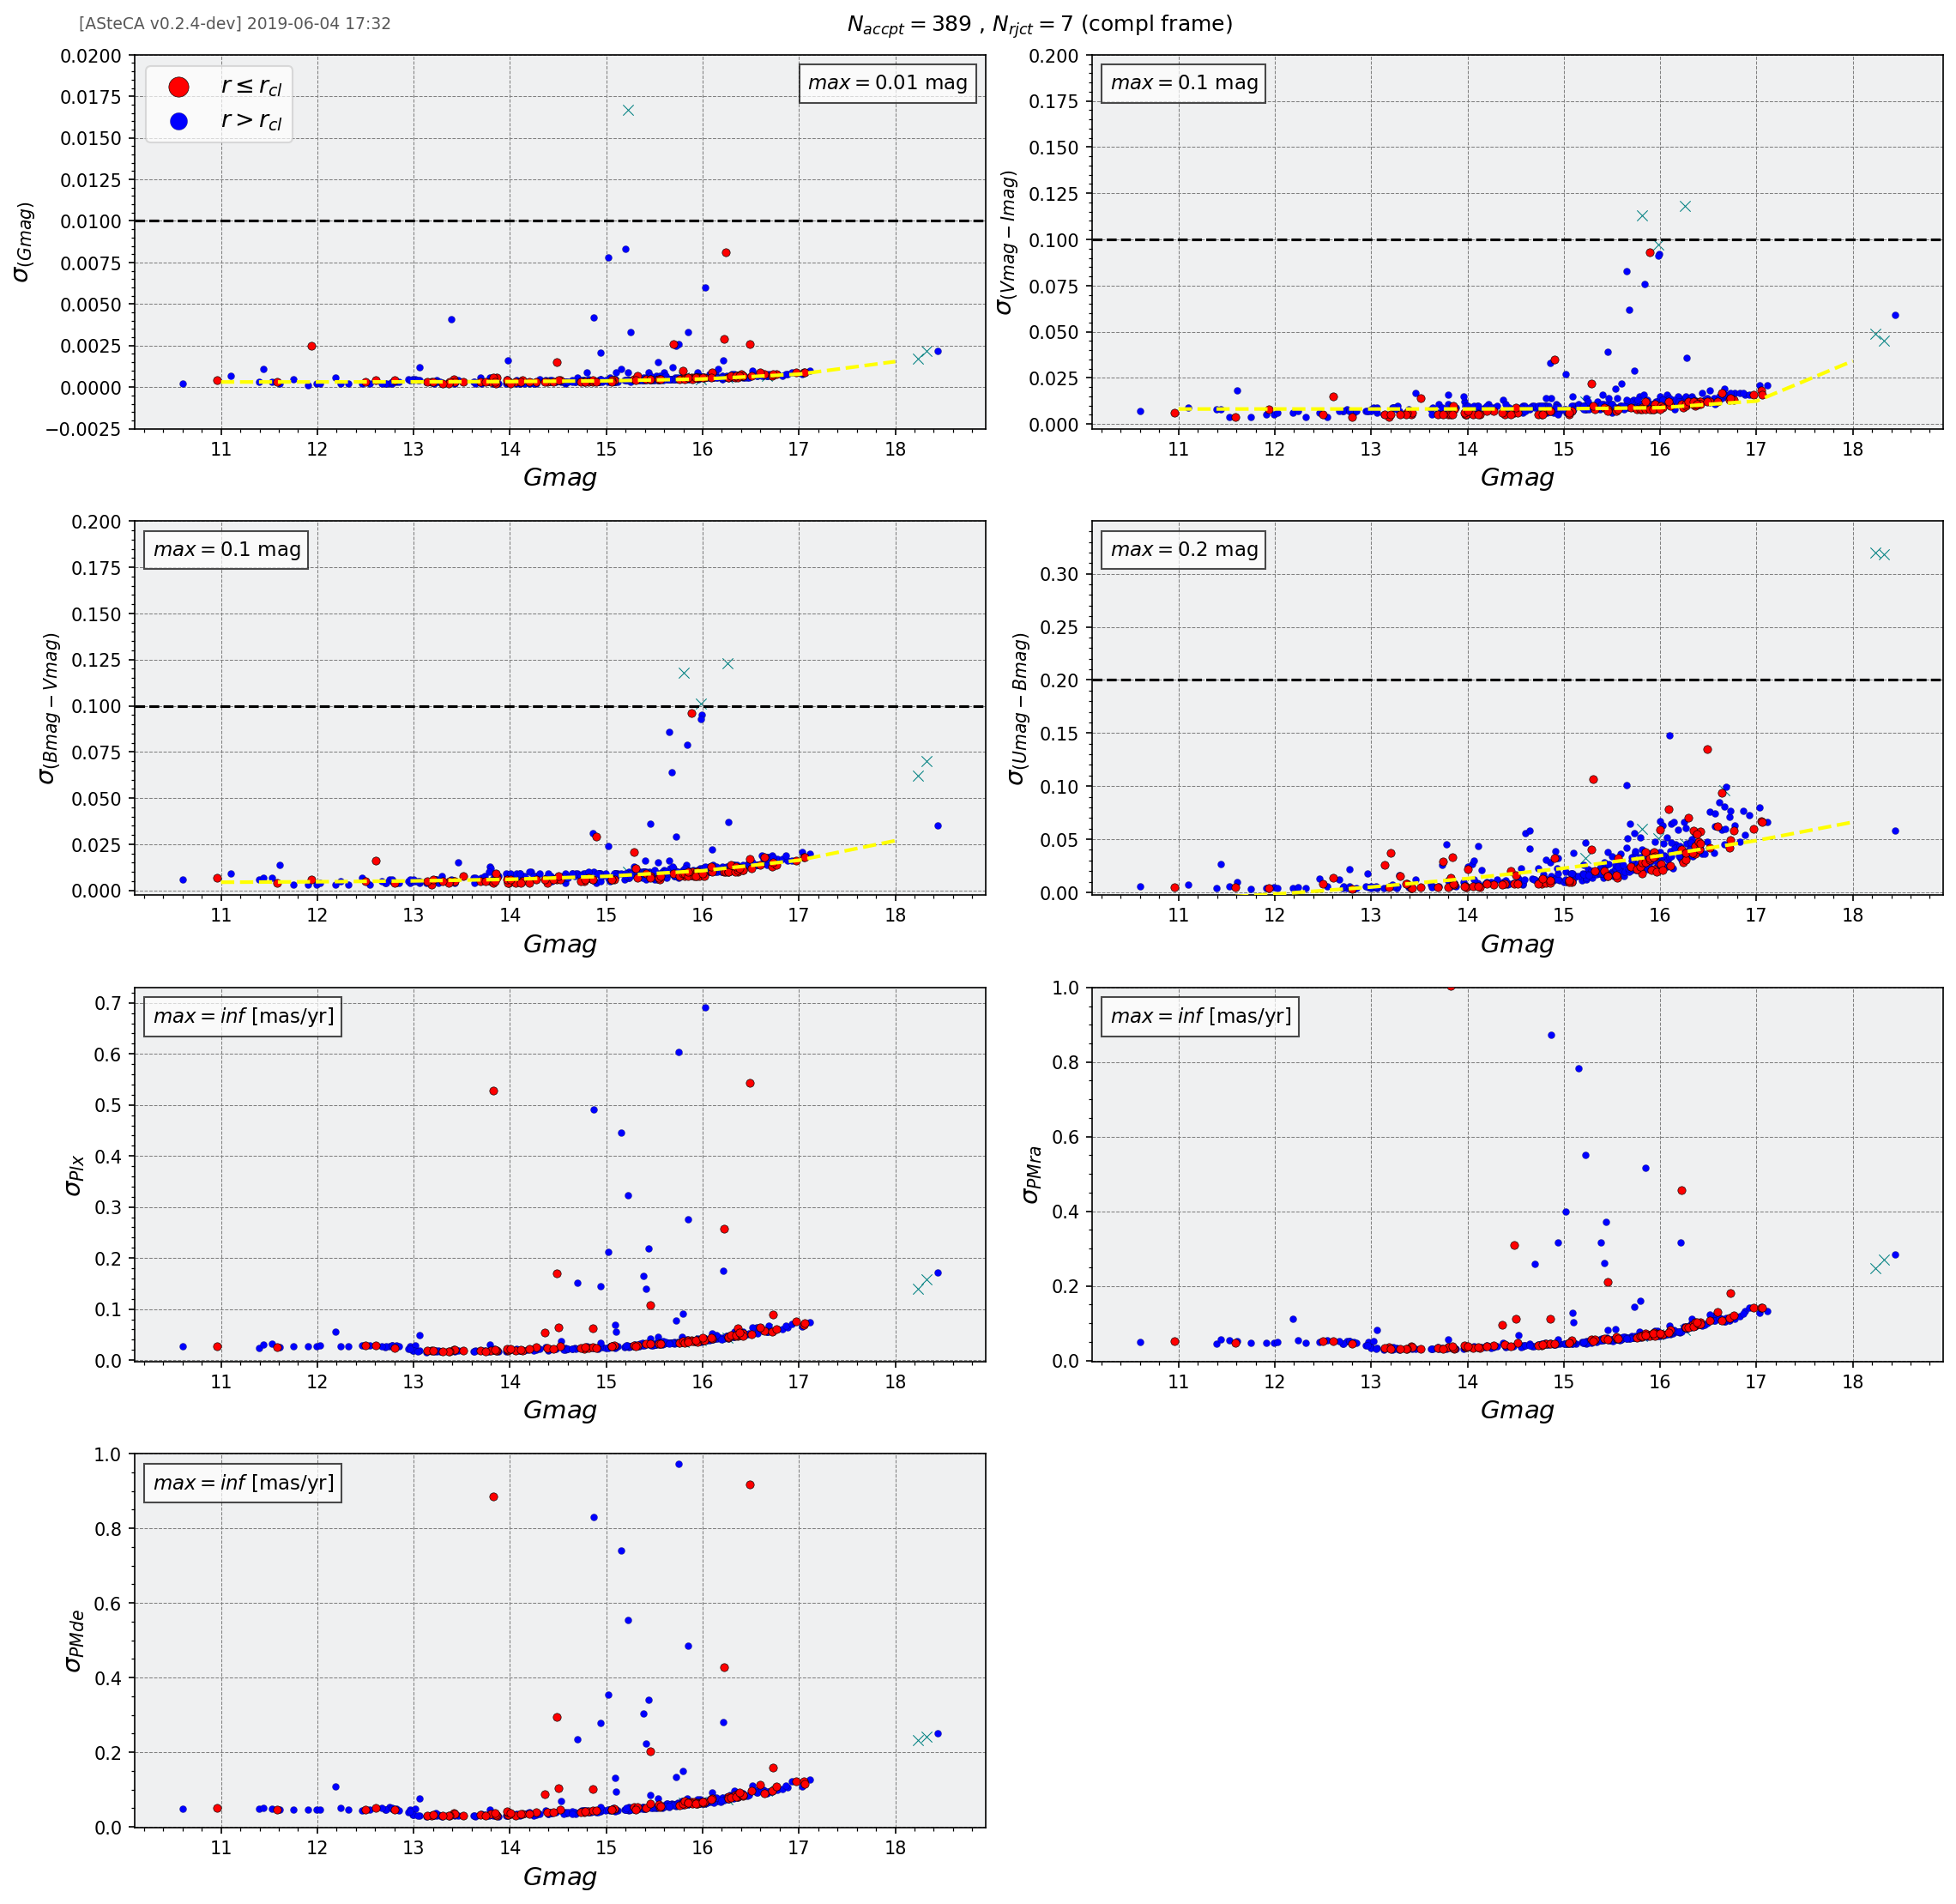 [ASteCA v0.2.4-dev] 2019-06-04 17:32
N_accpt = 389 , N_rjct = 7 (compl frame)
0.0200
0.0175
0.0150
0.0125
0.0100
0.0075
0.0050
0.0025
0.0000
−0.0025
σ(Gmag)
r ≤ r_cl
r > r_cl
max = 0.01 mag
11 12 13 14 15 16 17 18
Gmag
0.200
0.175
0.150
0.125
0.100
0.075
0.050
0.025
0.000
σ(Vmag − Imag)
max = 0.1 mag
11 12 13 14 15 16 17 18
Gmag
0.200
0.175
0.150
0.125
0.100
0.075
0.050
0.025
0.000
σ(Bmag − Vmag)
max = 0.1 mag
11 12 13 14 15 16 17 18
Gmag
0.30
0.25
0.20
0.15
0.10
0.05
0.00
σ(Umag − Bmag)
max = 0.2 mag
11 12 13 14 15 16 17 18
Gmag
0.7
0.6
0.5
0.4
0.3
0.2
0.1
0.0
σPlx
max = inf [mas/yr]
11 12 13 14 15 16 17 18
Gmag
1.0
0.8
0.6
0.4
0.2
0.0
σPMra
max = inf [mas/yr]
11 12 13 14 15 16 17 18
Gmag
1.0
0.8
0.6
0.4
0.2
0.0
σPMde
max = inf [mas/yr]
11 12 13 14 15 16 17 18
Gmag